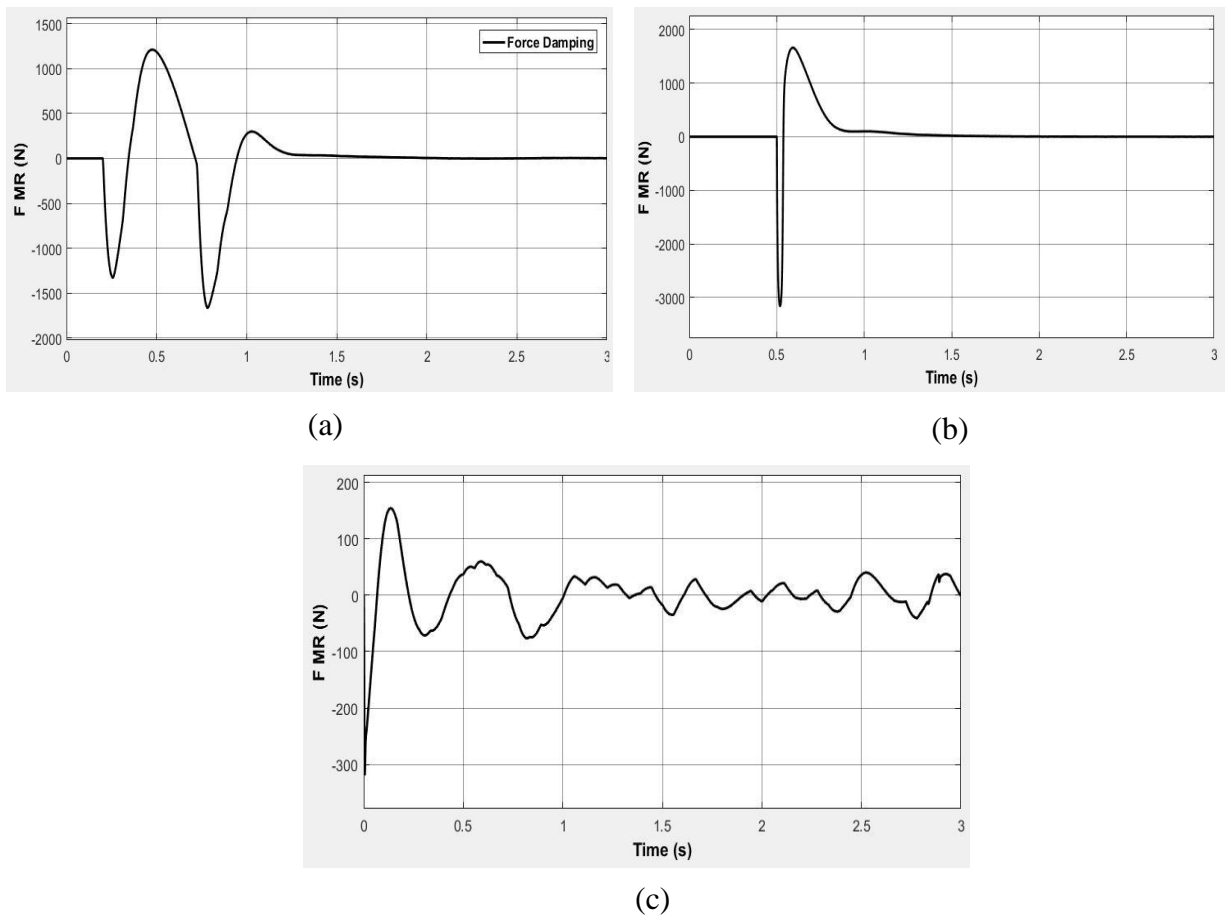 1500
1000
500
0
-500
-1000
-1500
-2000
F MR (N)
Force Damping
0 0.5 1 1.5 2 2.5 3
Time (s)
(a)
2000
1000
0
-1000
-2000
-3000
F MR (N)
0 0.5 1 1.5 2 2.5 3
Time (s)
(b)
200
100
0
-100
-200
-300
F MR (N)
0 0.5 1 1.5 2 2.5 3
Time (s)
(c)